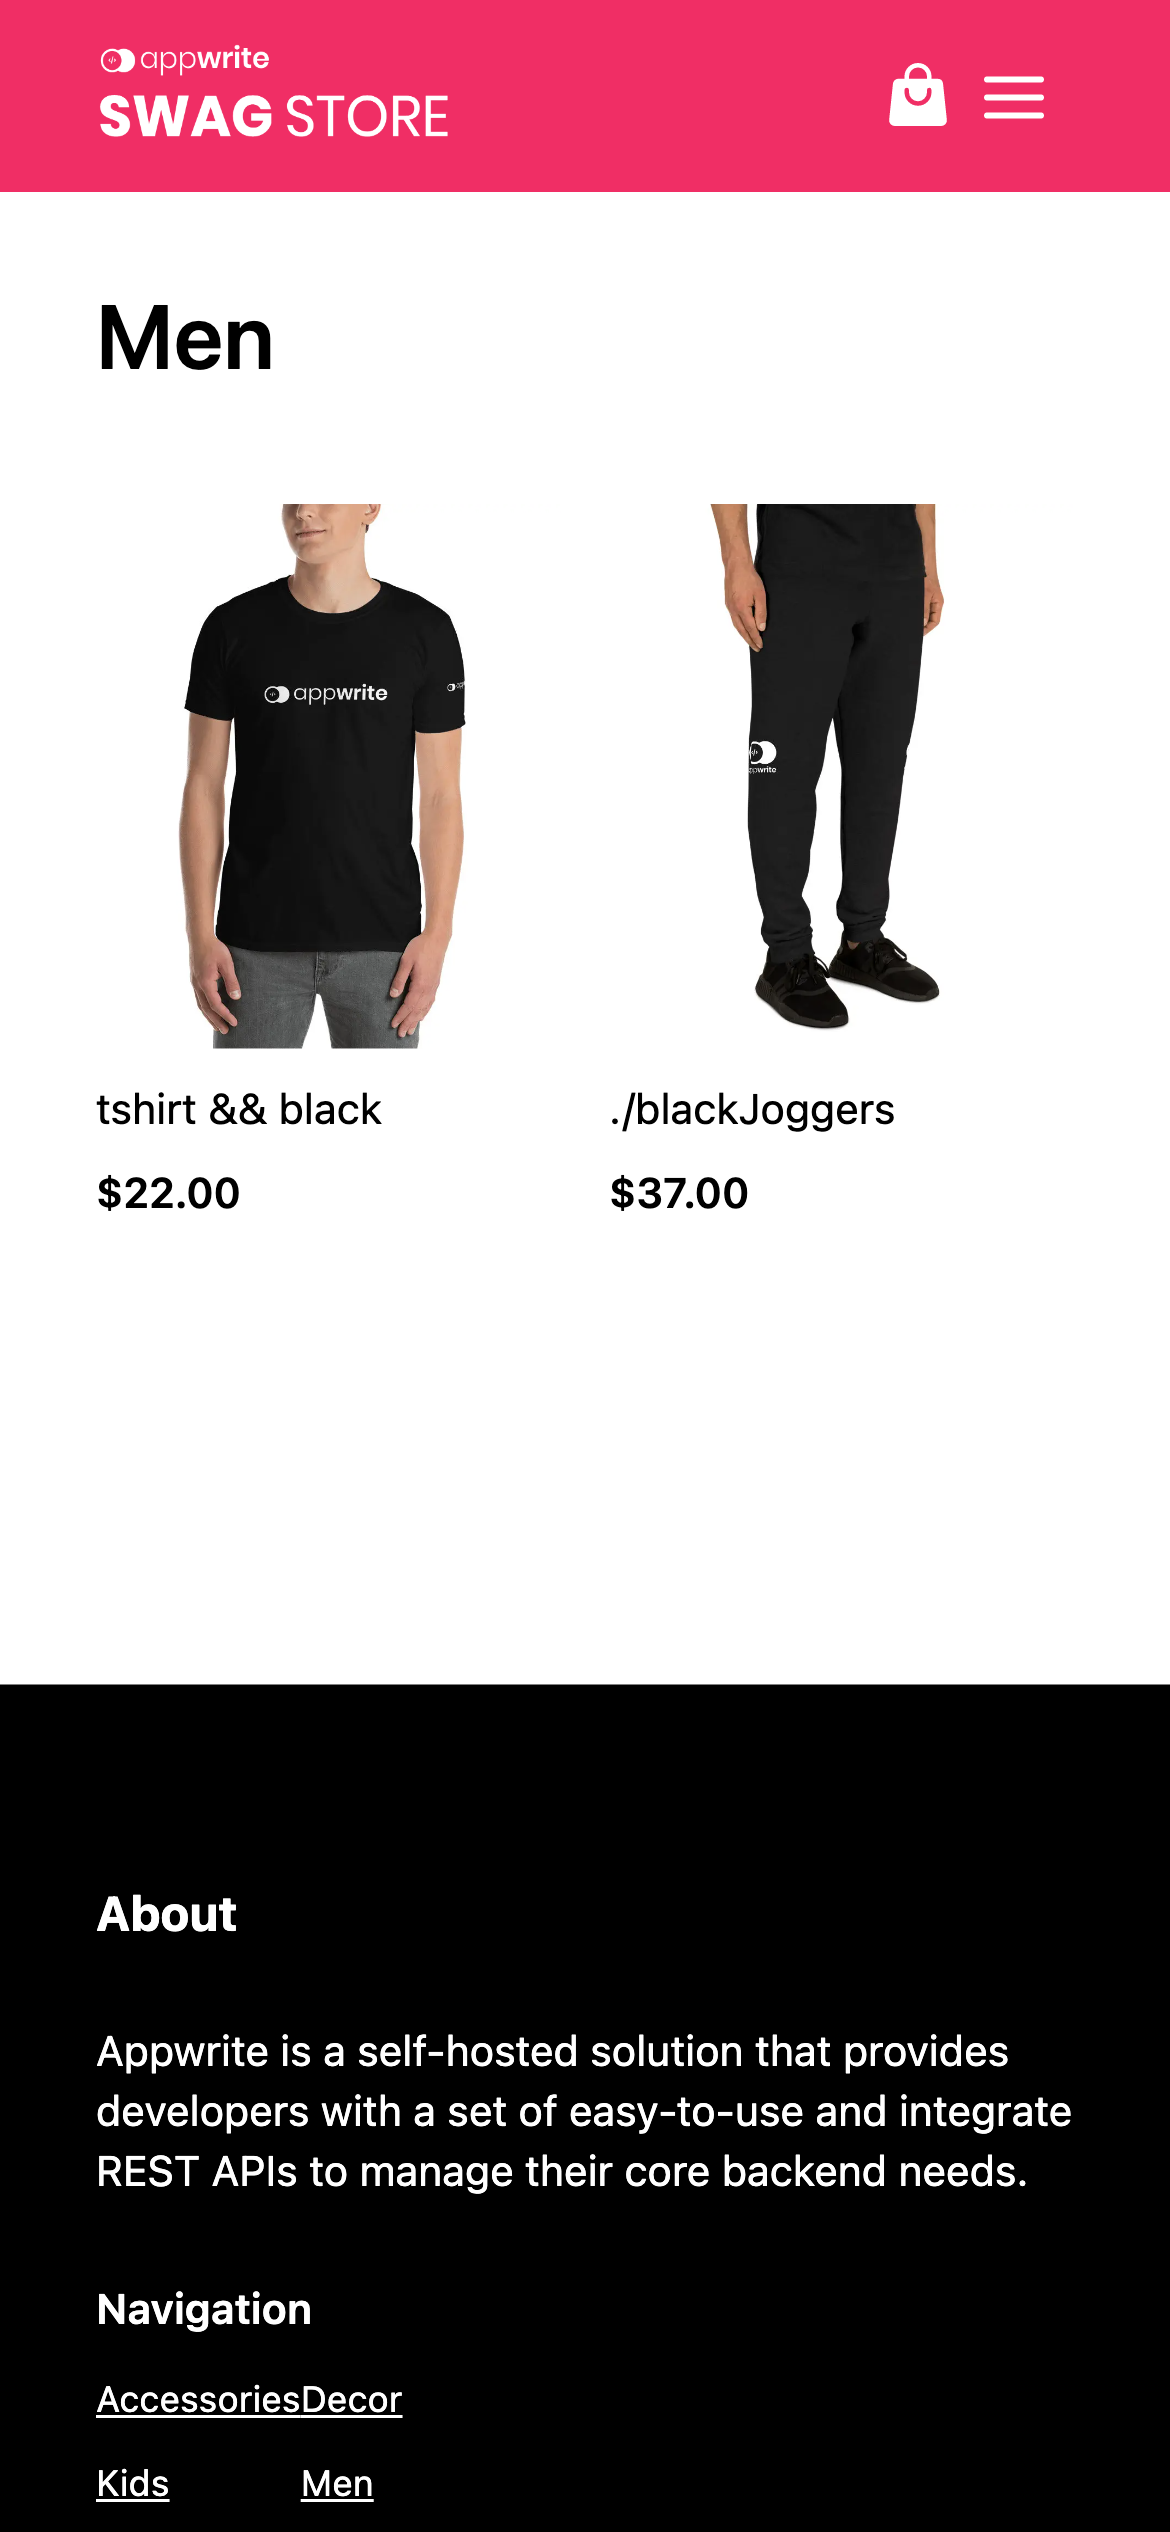 appwrite
SWAG STORE
Men
appwrite
appwrite
tshirt && black
./blackJoggers
$22.00
$37.00
About
Appwrite is a self-hosted solution that provides
developers with a set of easy-to-use and integrate
REST APIs to manage their core backend needs.
Navigation
Accessories Decor
Kids Men